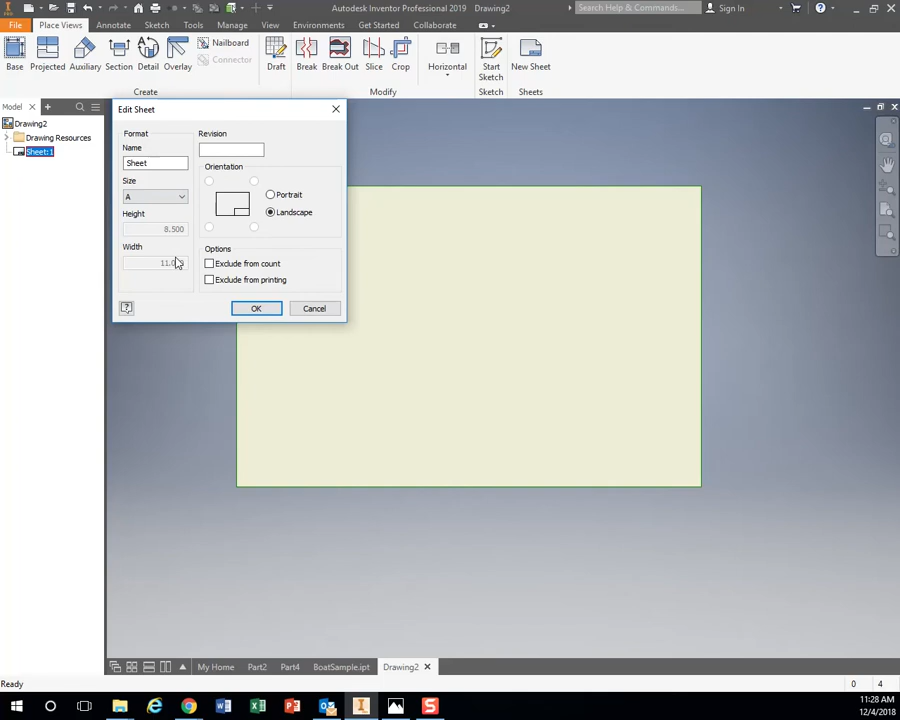 Autodesk Inventor Professional 2019 Drawing2
Search Help & Commands...
Sign In
File Place Views Annotate Sketch Tools Manage View Environments Get Started Collaborate
Base Projected Auxiliary Section Detail Overlay
Nailboard
Connector
Draft Break Break Out Slice Crop Horizontal Start
Sketch New Sheet
Create Modify Sketch Sheets
Model
Drawing2
Drawing Resources
Sheet:1
Edit Sheet
Format
Name
Sheet
Size
A
Height
8.500
Width
Revision
Orientation
Portrait
Landscape
Options
Exclude from count
Exclude from printing
OK Cancel
My Home Part2 Part4 BoatSample.ipt Drawing2
Ready
0 4
11:28 AM
12/4/2018